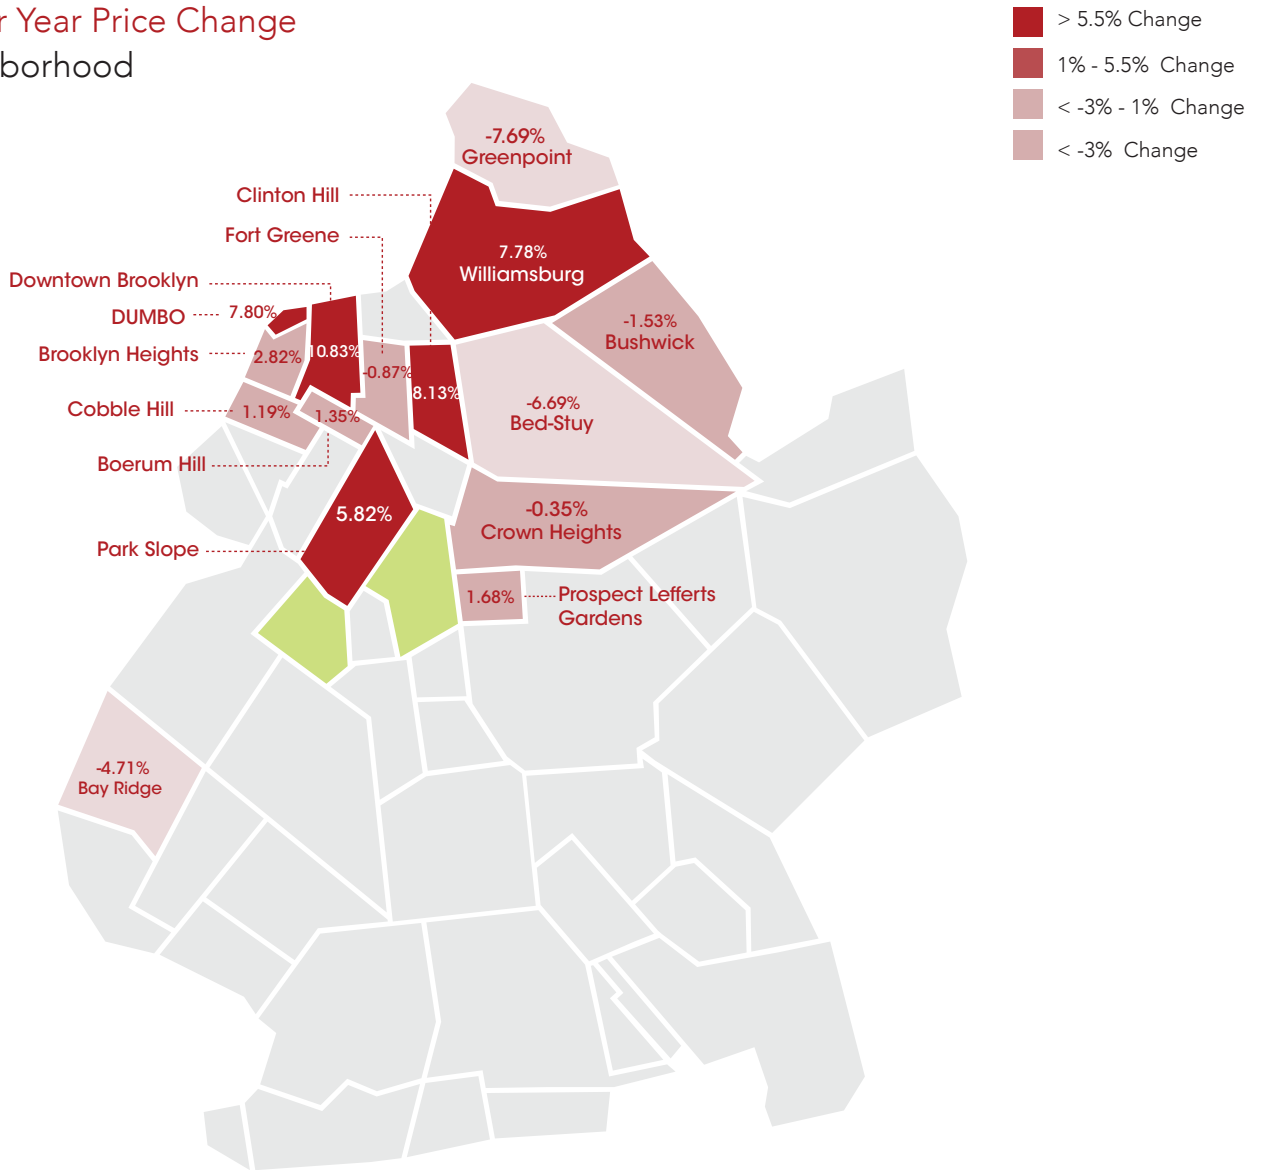 r Year Price Change
borhood
> 5.5% Change
1% - 5.5% Change
< -3% - 1% Change
< -3% Change
-7.69%
Greenpoint
Clinton Hill
Fort Greene
7.78%
Williamsburg
Downtown Brooklyn
DUMBO
7.80%
-1.53%
Bushwick
Brooklyn Heights
2.82%
10.83%
-0.87%
8.13%
Cobble Hill
1.19%
1.35%
-6.69%
Bed-Stuy
Boerum Hill
5.82%
-0.35%
Crown Heights
Park Slope
1.68%
Prospect Lefferts
Gardens
-4.71%
Bay Ridge